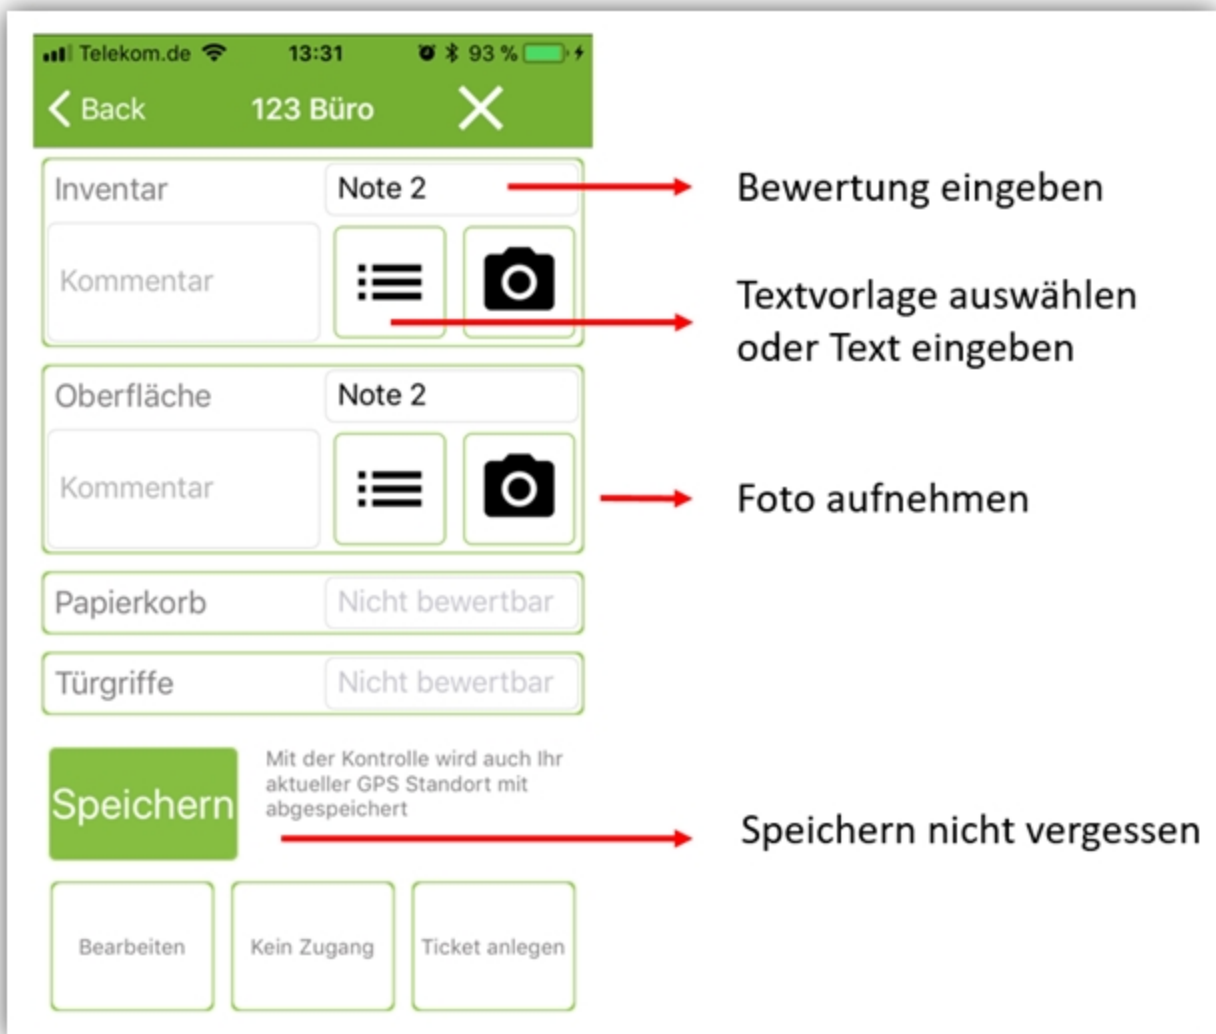 Telekom.de 13:31 93 %
Back 123 Büro
Inventar Note 2
Bewertung eingeben
Kommentar
Textvorlage auswählen
oder Text eingeben
Oberfläche Note 2
Kommentar
Foto aufnehmen
Papierkorb Nicht bewertbar
Türgriffe Nicht bewertbar
Speichern
Mit der Kontrolle wird auch Ihr
aktueller GPS Standort mit
abgespeichert
Speichern nicht vergessen
Bearbeiten Kein Zugang Ticket anlegen